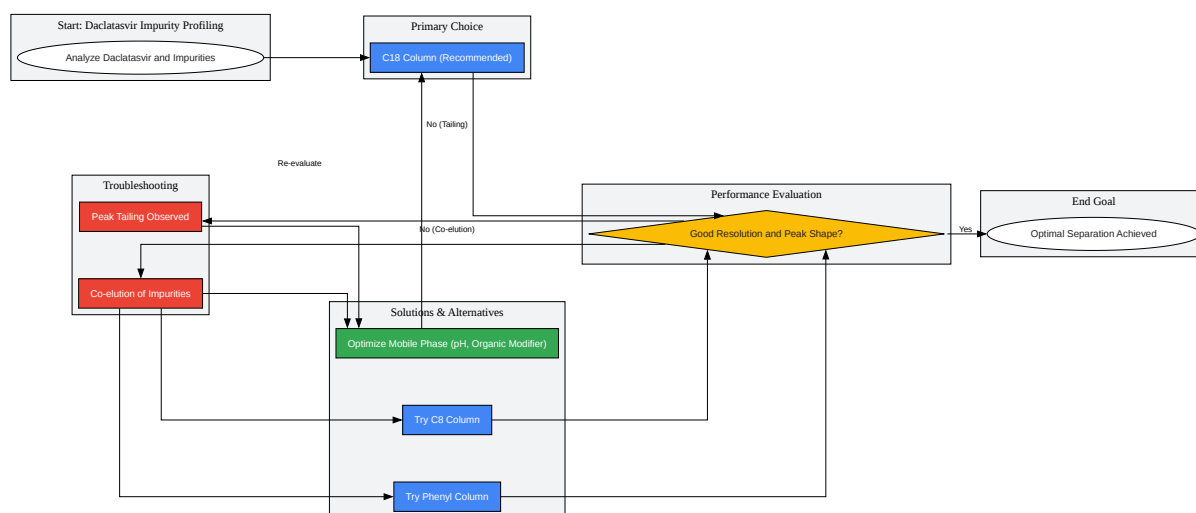 Start: Daclatasvir Impurity Profiling
Analyze Daclatasvir and Impurities
Primary Choice
C18 Column (Recommended)
No (Tailing)
Re-evaluate
Troubleshooting
Peak Tailing Observed
No (Co-elution)
Co-elution of Impurities
Performance Evaluation
Good Resolution and Peak Shape?
Yes
End Goal
Optimal Separation Achieved
Solutions & Alternatives
Optimize Mobile Phase (pH, Organic Modifier)
Try C8 Column
Try Phenyl Column